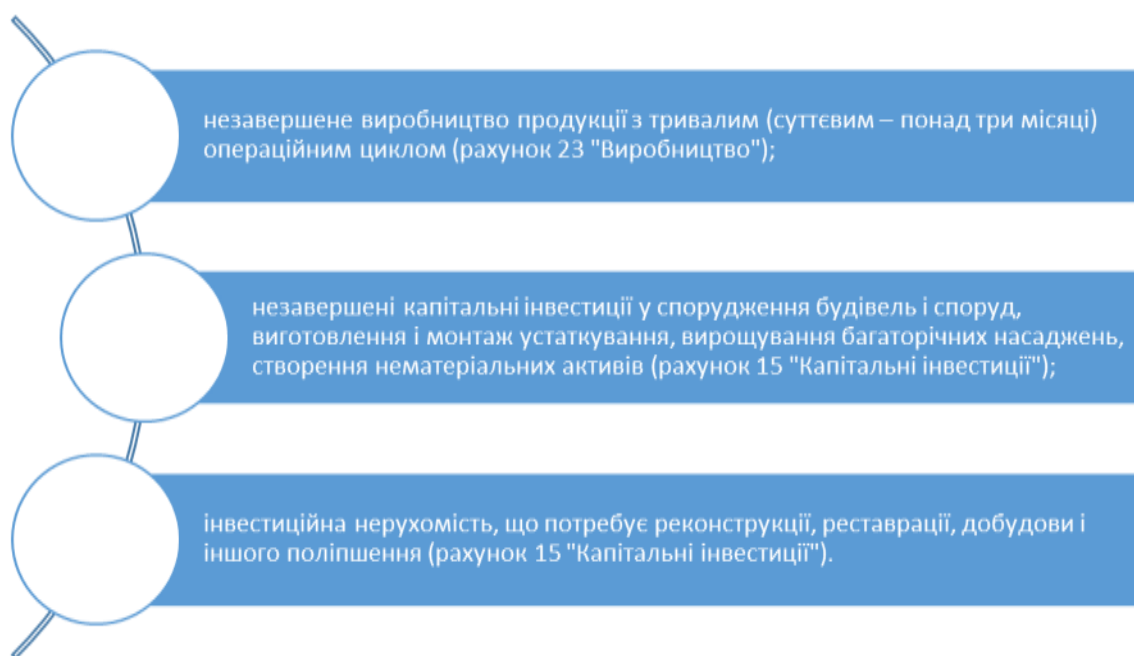 незавершене виробництво продукції з тривалим (суттєвим – понад три місяці)
операційним циклом (рахунок 23 "Виробництво");
незавершені капітальні інвестиції у спорудження будівель і споруд,
виготовлення і монтаж устаткування, вирощування багаторічних насаджень,
створення нематеріальних активів (рахунок 15 "Капітальні інвестиції");
інвестиційна нерухомість, що потребує реконструкції, реставрації, добудови і
іншого поліпшення (рахунок 15 "Капітальні інвестиції").